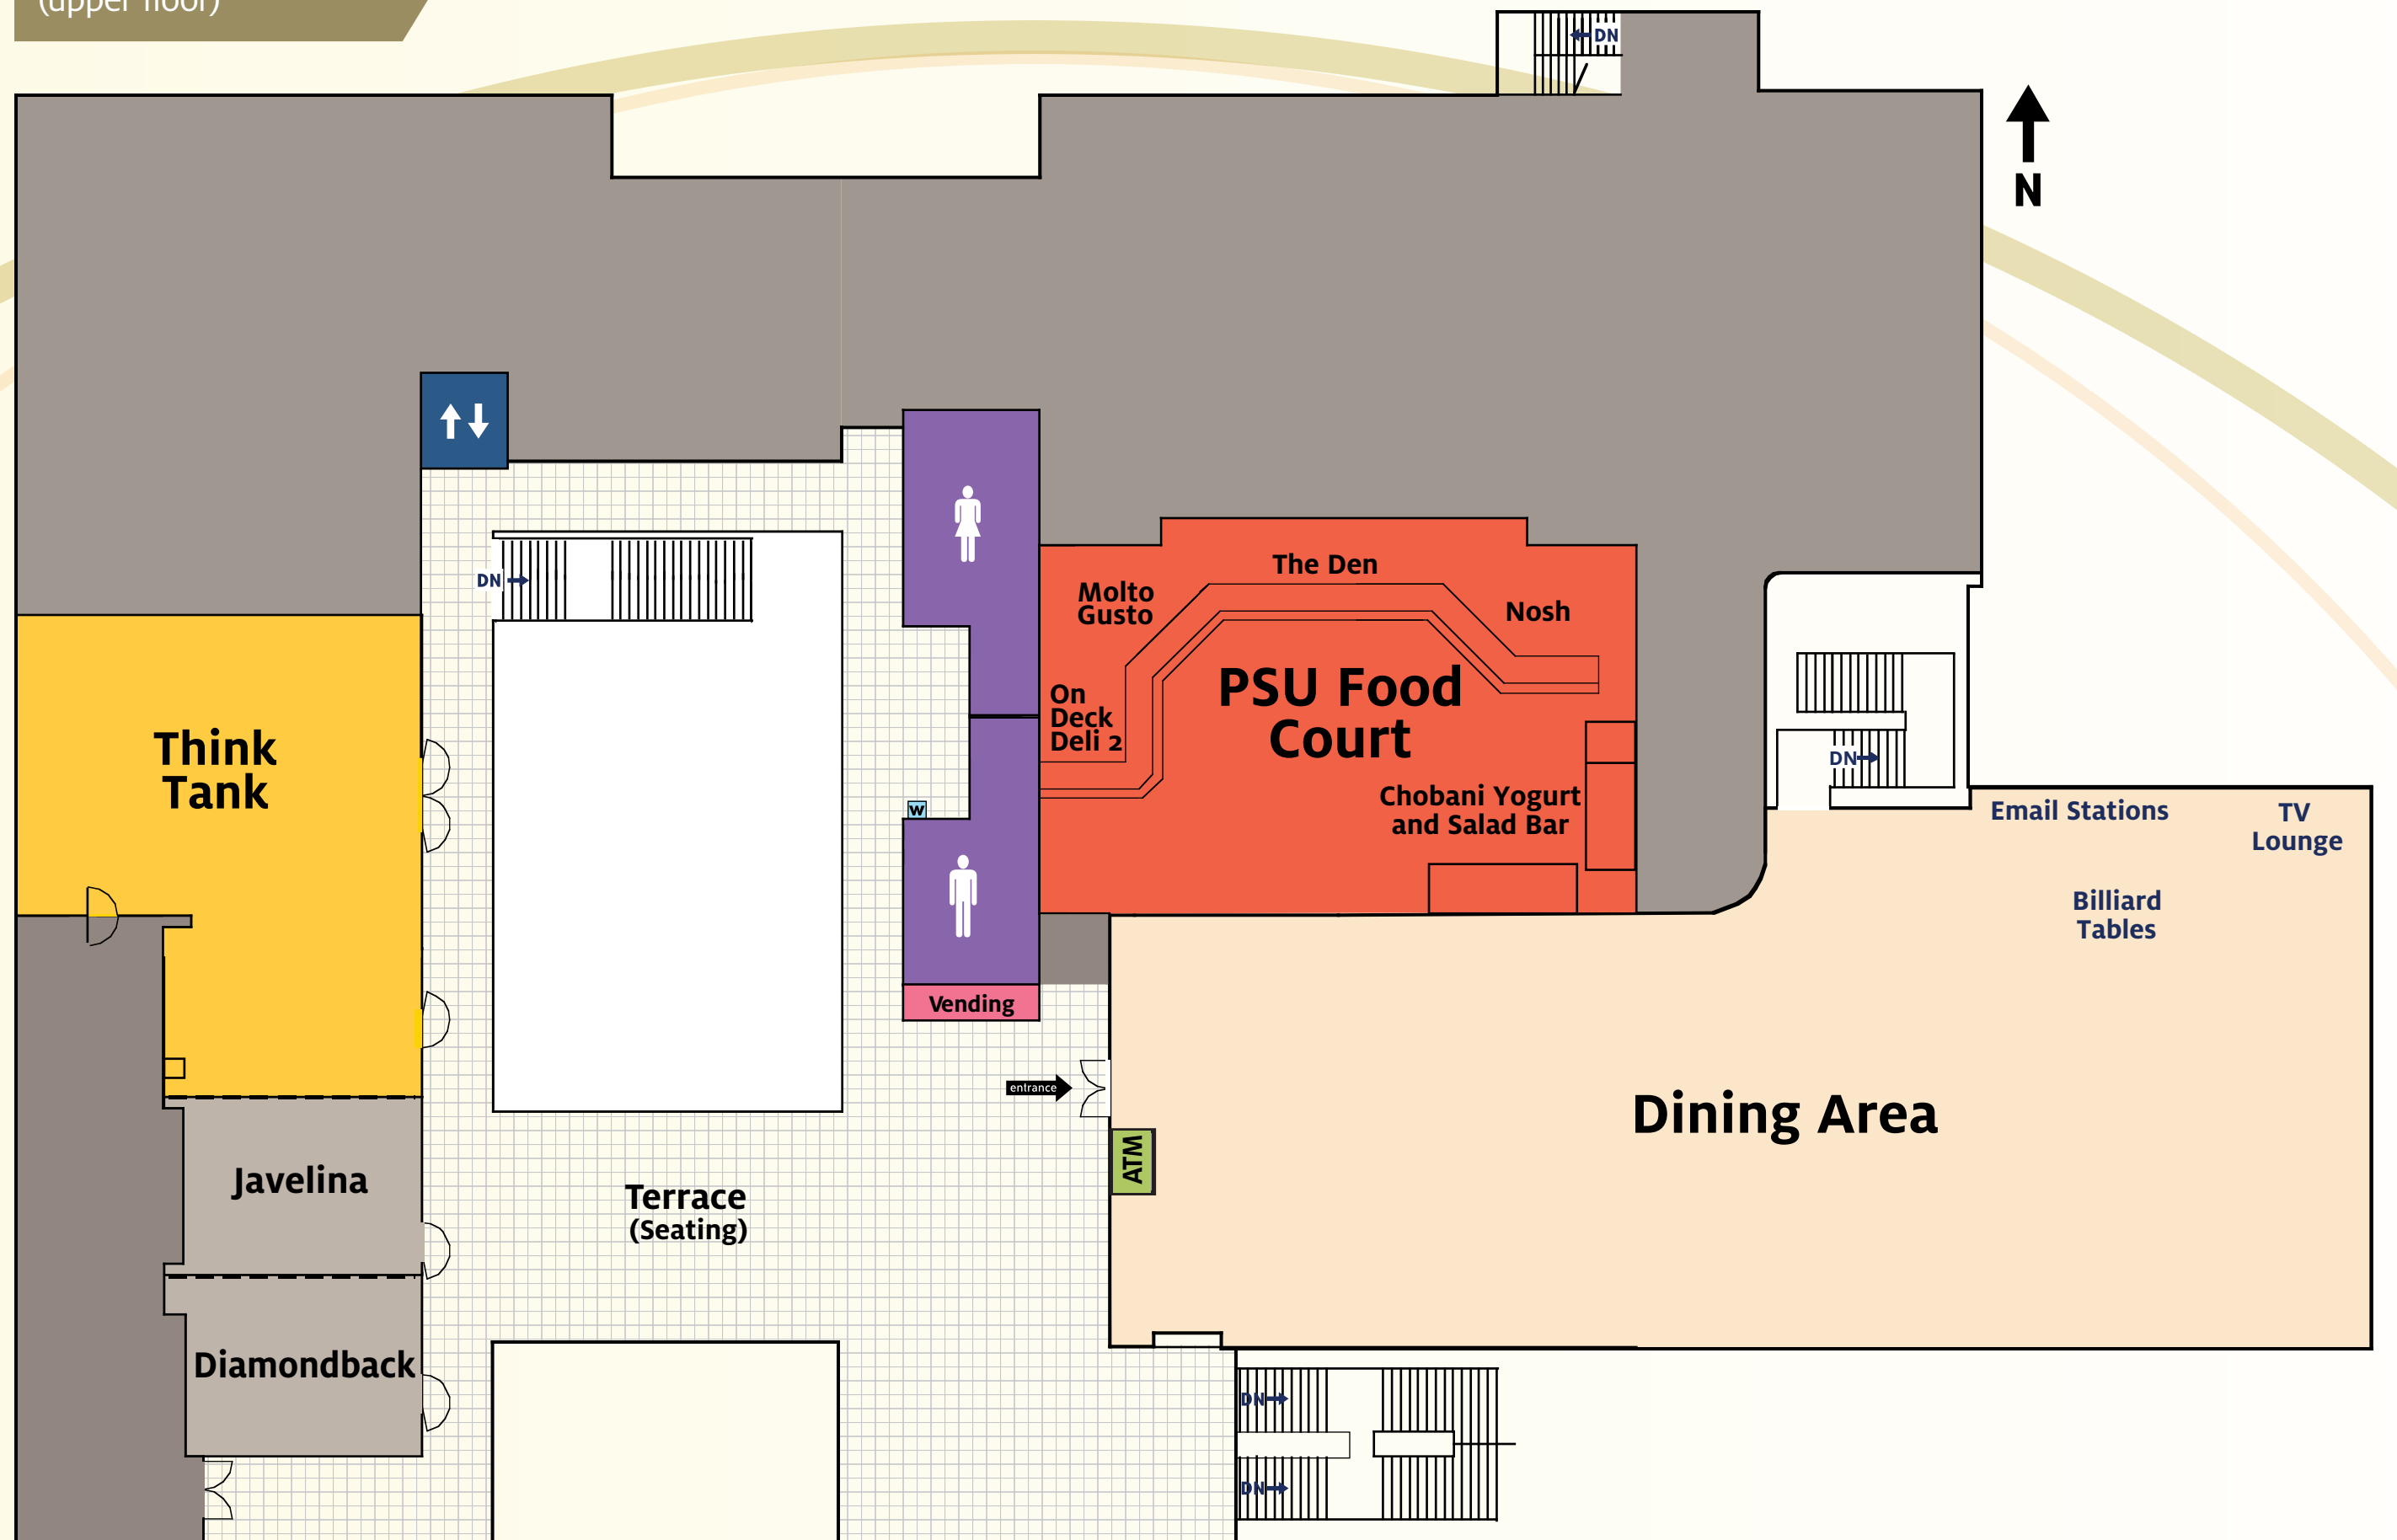 (upper floor)
DN
N
DN
The Den
Molto
Gusto
Nosh
PSU Food
Court
On
Deck
Deli 2
Think
Tank
DN
Chobani Yogurt
and Salad Bar
W
Email Stations
TV
Lounge
Billiard
Tables
Vending
entrance
Dining Area
ATM
Javelina
Terrace
(Seating)
Diamondback
DN
DN